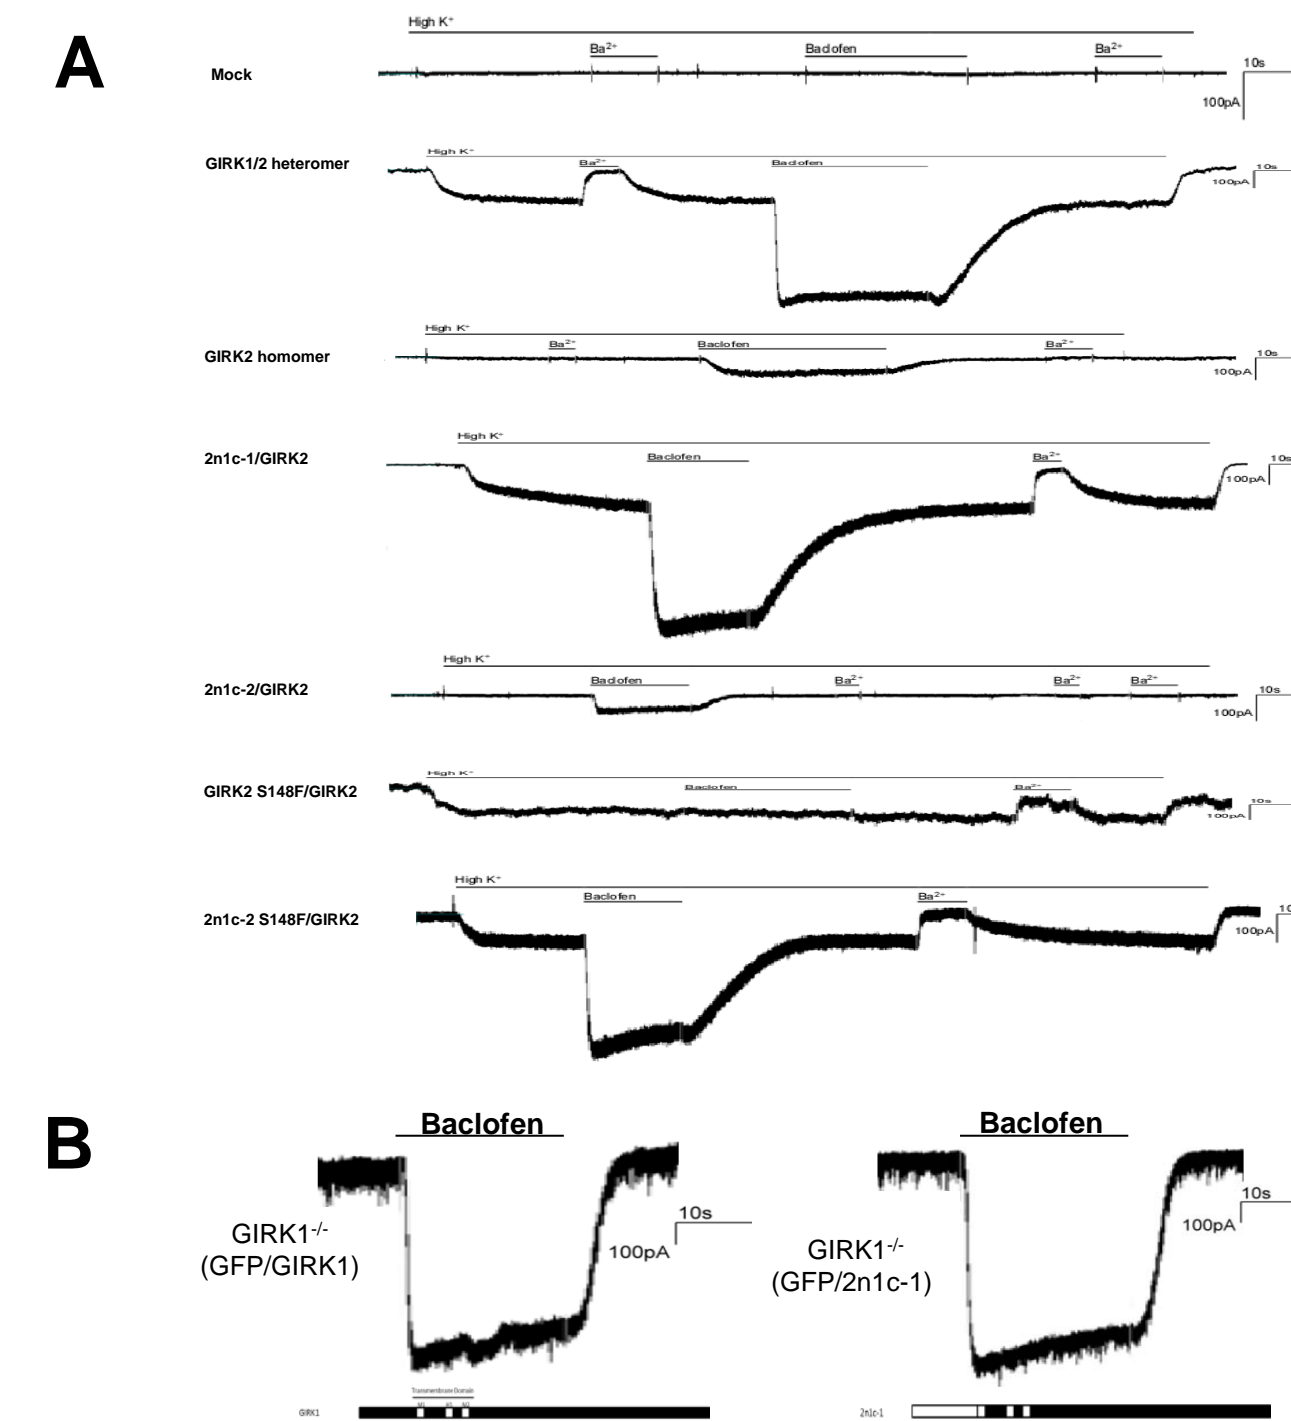 A
High K⁺
Ba²⁺ Baclofen Ba²⁺
Mock
10s
100pA
GIRK1/2 heteromer
High K⁺
Ba²⁺ Baclofen
10s
100pA
High K⁺
GIRK2 homomer
Ba²⁺ Baclofen Ba²⁺
10s
100pA
High K⁺
2n1c-1/GIRK2
Baclofen Ba²⁺
10s
100pA
High K⁺
2n1c-2/GIRK2
Baclofen Ba²⁺ Ba²⁺ Ba²⁺
10s
100pA
High K⁺
GIRK2 S148F/GIRK2
Baclofen Ba²⁺
10s
100pA
High K⁺
Baclofen Ba²⁺
2n1c-2 S148F/GIRK2
100pA
B
Baclofen Baclofen
10s 10s
100pA 100pA
GIRK1⁻/⁻
(GFP/GIRK1)
GIRK1⁻/⁻
(GFP/2n1c-1)
Transmembrane Domain
GIRK1 2n1c-1